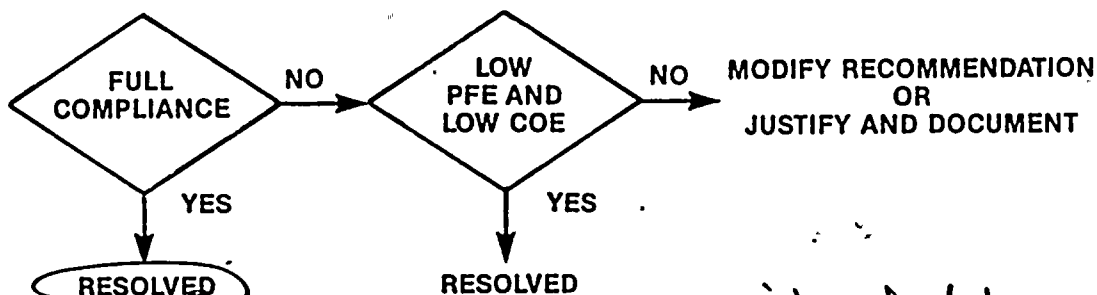 FULL
COMPLIANCE
NO
LOW
PFE AND
LOW COE
NO
MODIFY RECOMMENDATION
OR
JUSTIFY AND DOCUMENT
YES
YES
RESOLVED
RESOLVED